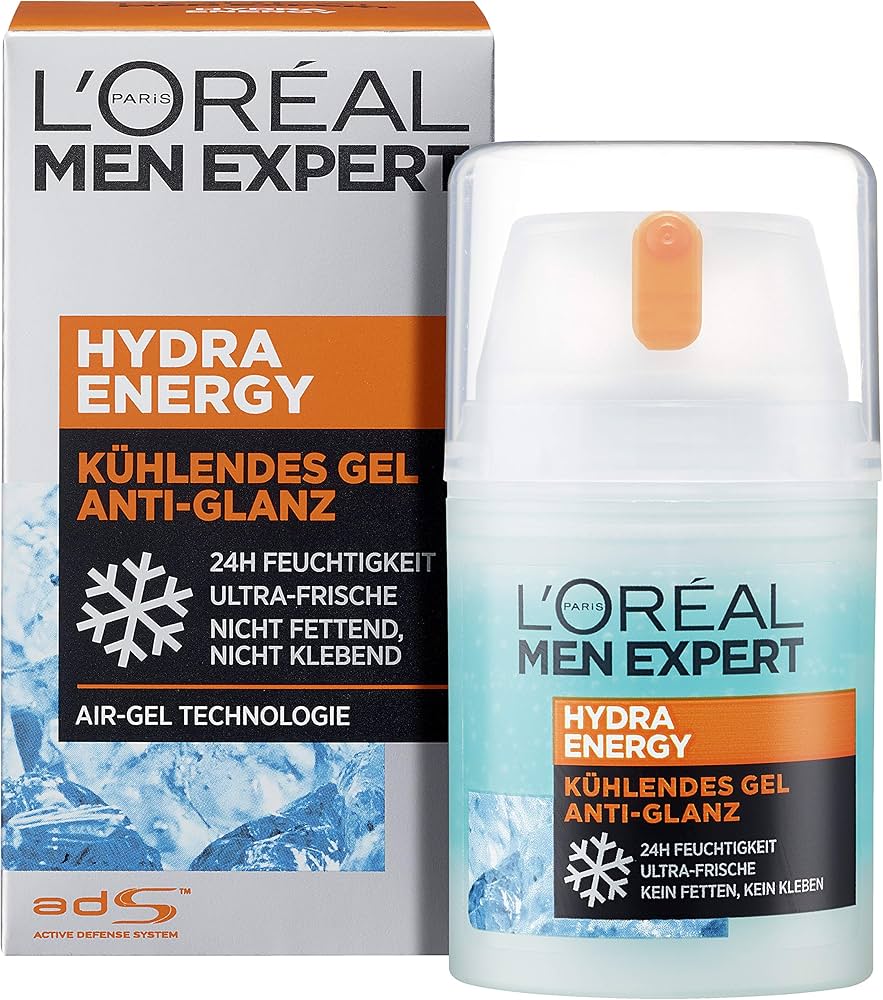 L'ORÉAL
PARIS
MEN EXPERT
HYDRA
ENERGY
KÜHLENDES GEL
ANTI-GLANZ
24H FEUCHTIGKEIT
ULTRA-FRISCHE
NICHT FETTEND,
NICHT KLEBEND
AIR-GEL TECHNOLOGIE
adS™
ACTIVE DEFENSE SYSTEM
L'ORÉAL
PARIS
MEN EXPERT
HYDRA
ENERGY
KÜHLENDES GEL
ANTI-GLANZ
24H FEUCHTIGKEIT
ULTRA-FRISCHE
KEIN FETTEN, KEIN KLEBEN